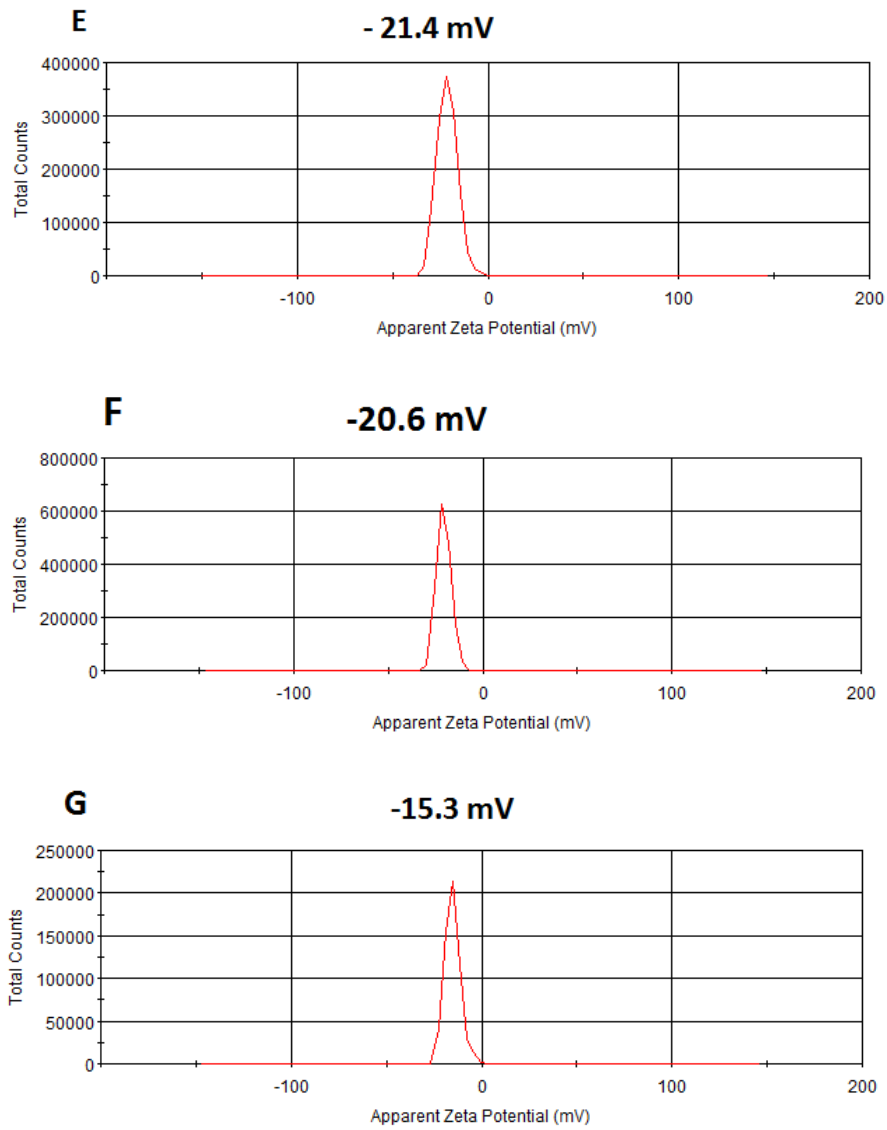 E
- 21.4 mV
400000
300000
200000
100000
0
Total Counts
-100 0 100 200
Apparent Zeta Potential (mV)
F
-20.6 mV
800000
600000
400000
200000
0
Total Counts
-100 0 100 200
Apparent Zeta Potential (mV)
G
-15.3 mV
250000
200000
150000
100000
50000
0
Total Counts
-100 0 100 200
Apparent Zeta Potential (mV)